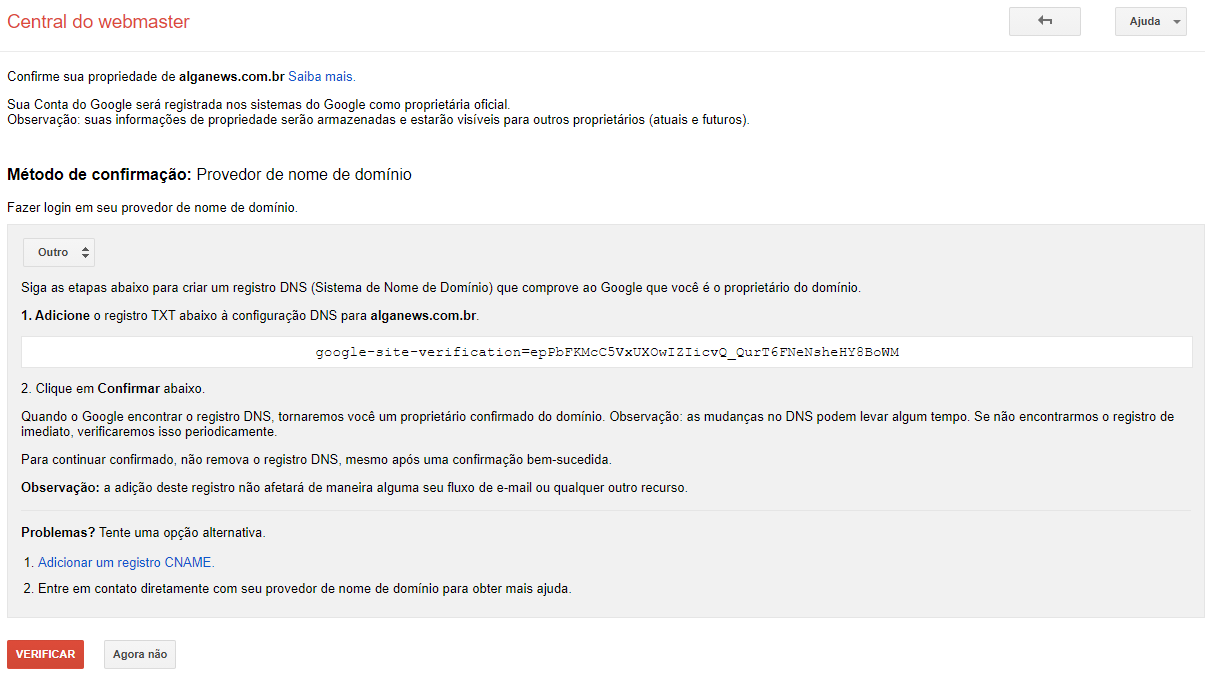 Central do webmaster
Ajuda
Confirme sua propriedade de alganews.com.br Saiba mais.
Sua Conta do Google será registrada nos sistemas do Google como proprietária oficial.
Observação: suas informações de propriedade serão armazenadas e estarão visíveis para outros proprietários (atuais e futuros).
Método de confirmação: Provedor de nome de domínio
Fazer login em seu provedor de nome de domínio.
Outro
Siga as etapas abaixo para criar um registro DNS (Sistema de Nome de Domínio) que comprove ao Google que você é o proprietário do domínio.
1. Adicione o registro TXT abaixo à configuração DNS para alganews.com.br.
google-site-verification=epPbFKMcC5VxUXOwIZIicvQ_QurT6FNeNsheHY8BoWM
2. Clique em Confirmar abaixo.
Quando o Google encontrar o registro DNS, tornaremos você um proprietário confirmado do domínio. Observação: as mudanças no DNS podem levar algum tempo. Se não encontrarmos o registro de
imediato, verificaremos isso periodicamente.
Para continuar confirmado, não remova o registro DNS, mesmo após uma confirmação bem-sucedida.
Observação: a adição deste registro não afetará de maneira alguma seu fluxo de e-mail ou qualquer outro recurso.
Problemas? Tente uma opção alternativa.
1. Adicionar um registro CNAME.
2. Entre em contato diretamente com seu provedor de nome de domínio para obter mais ajuda.
VERIFICAR
Agora não